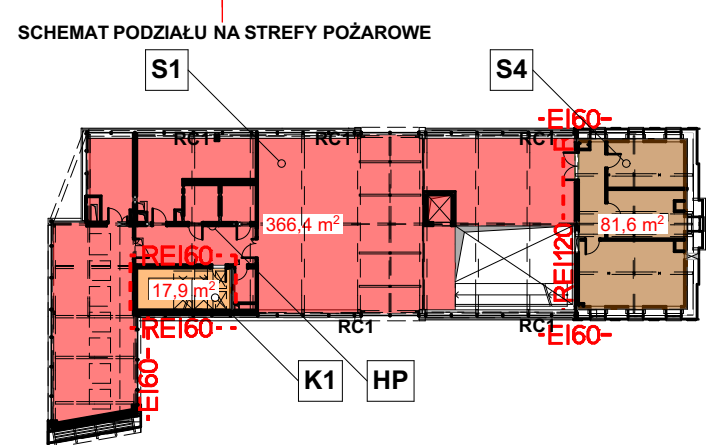 SCHEMAT PODZIAŁU NA STREFY POŻAROWE
S1
S4
-EI60-
RC1
RC1
RC1
366,4 m²
81,6 m²
REI120
-REI60-
17,9 m²
-REI60-
RC1
RC1
-EI60-
-EI60-
K1
HP